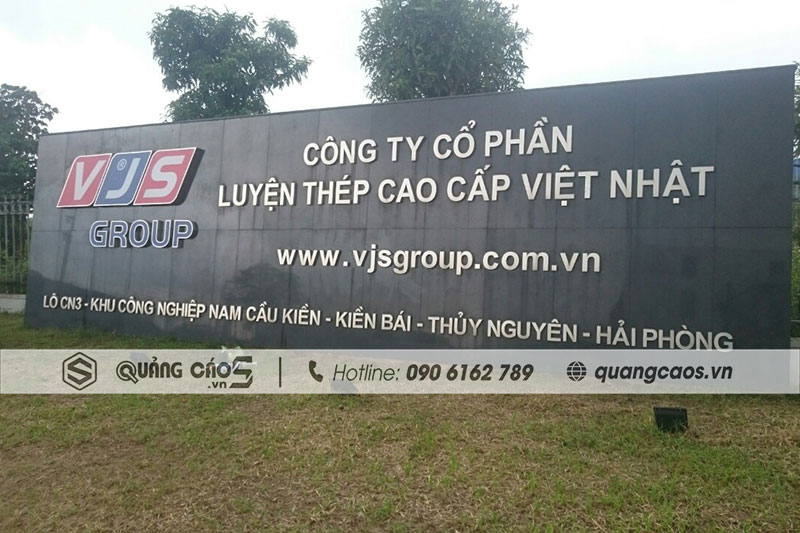 VJS®
GROUP
CÔNG TY CỔ PHẦN
LUYỆN THÉP CAO CẤP VIỆT NHẬT
www.vjsgroup.com.vn
LÔ CN3 - KHU CÔNG NGHIỆP NAM CẦU KIỀN - KIỀN BÁI - THỦY NGUYÊN - HẢI PHÒNG
S QUẢNG CÁOS .vn | Hotline: 090 6162 789 | quangcaos.vn